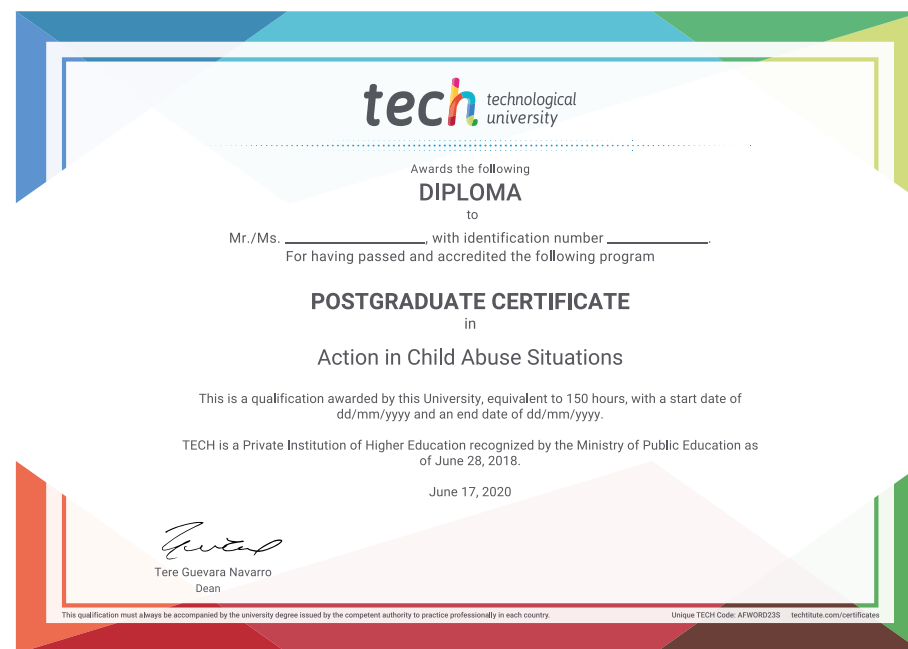 tech technological
university
Awards the following
DIPLOMA
to
Mr./Ms. ____________________, with identification number ______________.
For having passed and accredited the following program
POSTGRADUATE CERTIFICATE
in
Action in Child Abuse Situations
This is a qualification awarded by this University, equivalent to 150 hours, with a start date of
dd/mm/yyyy and an end date of dd/mm/yyyy.
TECH is a Private Institution of Higher Education recognized by the Ministry of Public Education as
of June 28, 2018.
June 17, 2020
Tere Guevara Navarro
Dean
This qualification must always be accompanied by the university degree issued by the competent authority to practice professionally in each country. Unique TECH Code: AFWORD23S techtitute.com/certificates